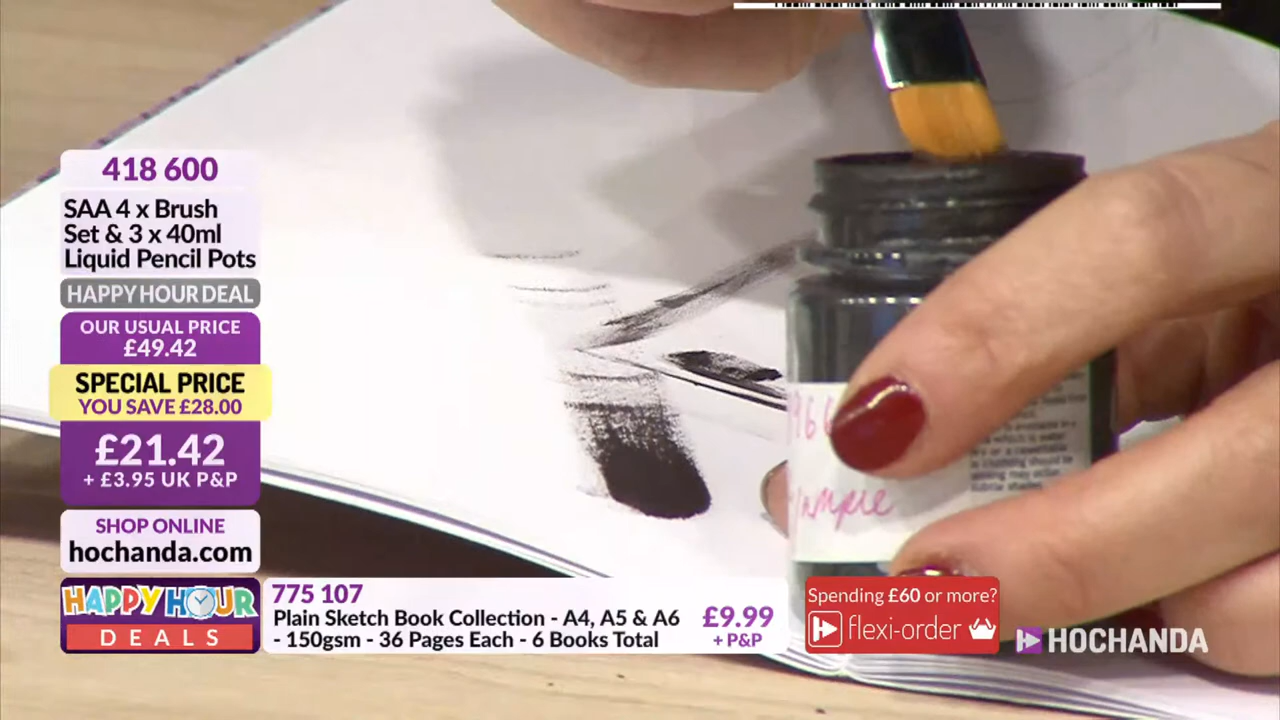 418 600
SAA 4 x Brush
Set & 3 x 40ml
Liquid Pencil Pots
HAPPY HOUR DEAL
OUR USUAL PRICE
£49.42
SPECIAL PRICE
YOU SAVE £28.00
£21.42
+ £3.95 UK P&P
SHOP ONLINE
hochanda.com
HAPPY HOUR
DEALS
775 107
Plain Sketch Book Collection - A4, A5 & A6
- 150gsm - 36 Pages Each - 6 Books Total
£9.99
+ P&P
Spending £60 or more?
flexi-order
HOCHANDA